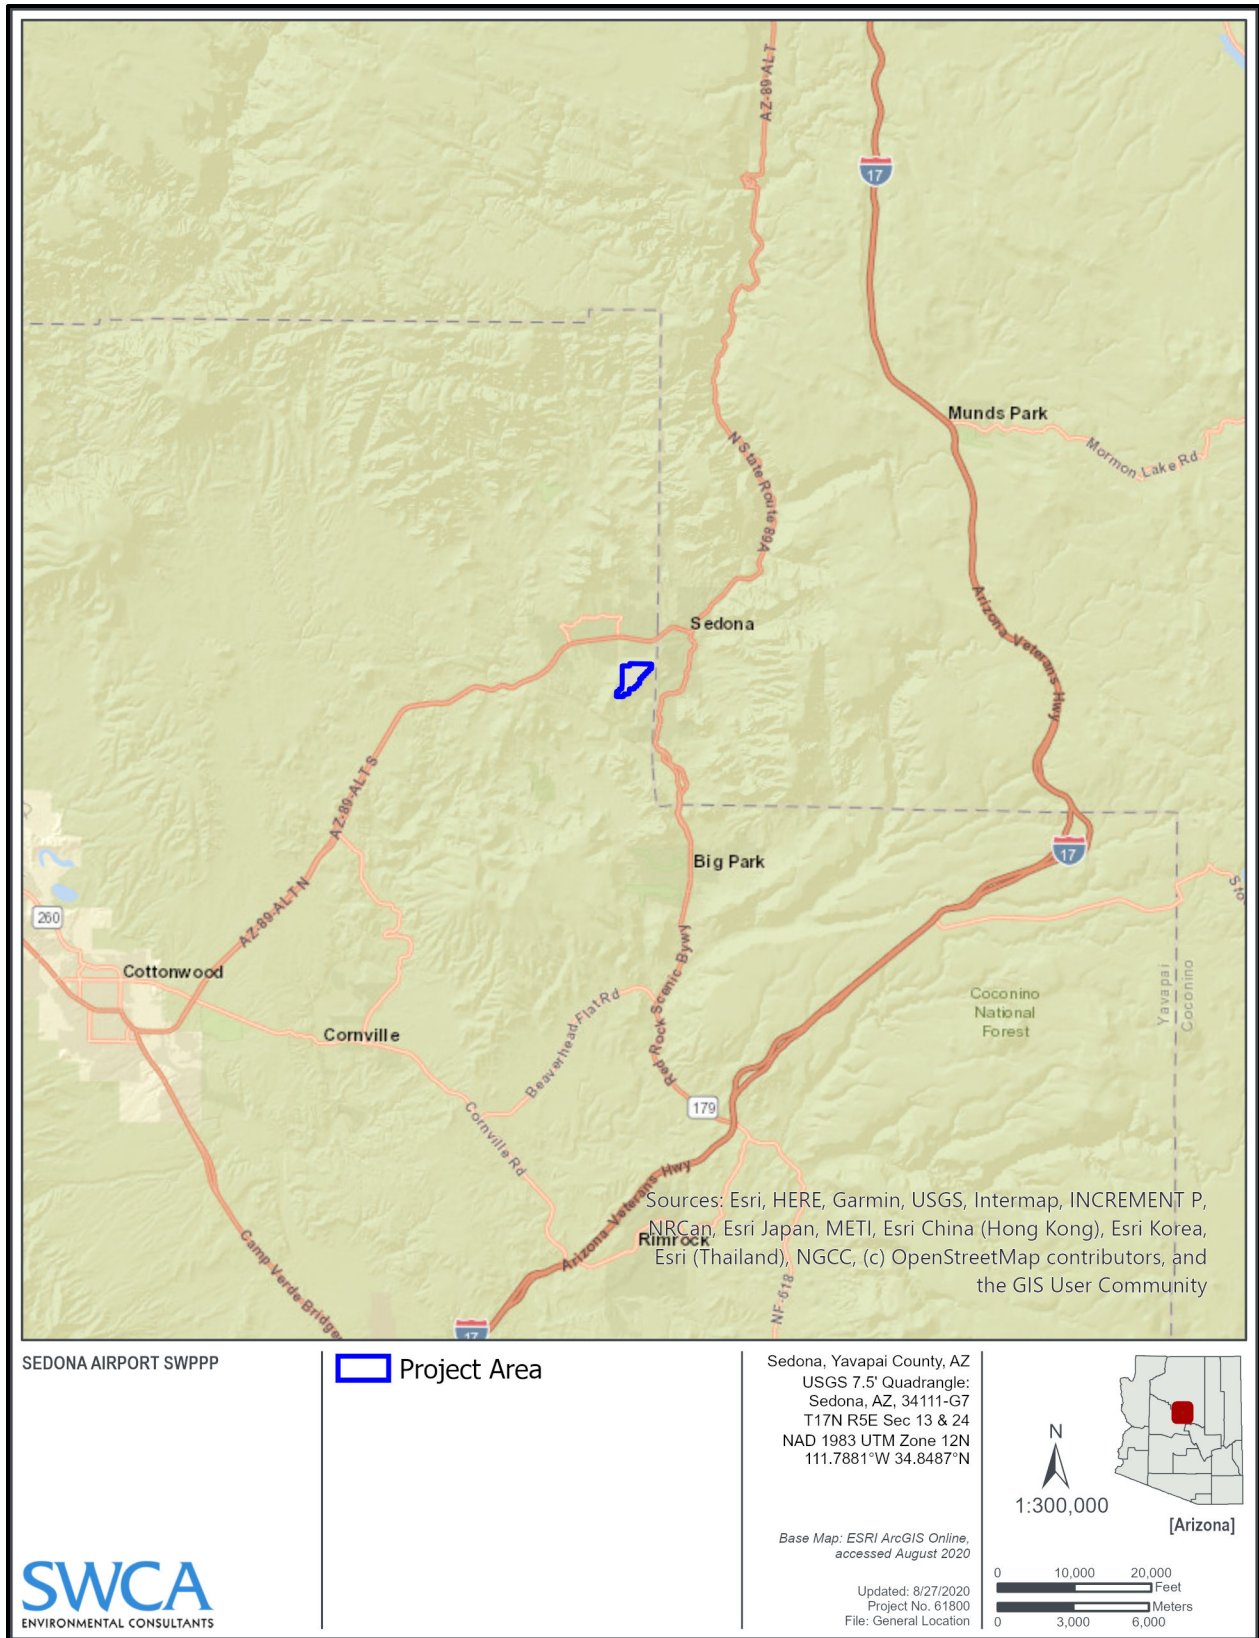 AZ-89-ALT
17
Munds Park
Mormon Lake Rd
N State Route 89A
Arizona Veterans Hwy
Sedona
AZ-89-ALT S
17
Big Park
260
AZ-89-ALT N
Cottonwood
Red Rock Scenic Bywy
Beaverhead Flat Rd
Coconino
National
Forest
Yavapai
Coconino
Sto
Cornville
179
Cornville Rd
Arizona Veterans Hwy
Rimrock
Camp Verde Bridge
NF-618
17
Sources: Esri, HERE, Garmin, USGS, Intermap, INCREMENT P,
NRCan, Esri Japan, METI, Esri China (Hong Kong), Esri Korea,
Esri (Thailand), NGCC, (c) OpenStreetMap contributors, and
the GIS User Community
SEDONA AIRPORT SWPPP
Project Area
Sedona, Yavapai County, AZ
USGS 7.5' Quadrangle:
Sedona, AZ, 34111-G7
T17N R5E Sec 13 & 24
NAD 1983 UTM Zone 12N
111.7881°W 34.8487°N
Base Map: ESRI ArcGIS Online,
accessed August 2020
Updated: 8/27/2020
Project No. 61800
File: General Location
N
1:300,000
[Arizona]
0 10,000 20,000
Feet
Meters
0 3,000 6,000
SWCA
ENVIRONMENTAL CONSULTANTS